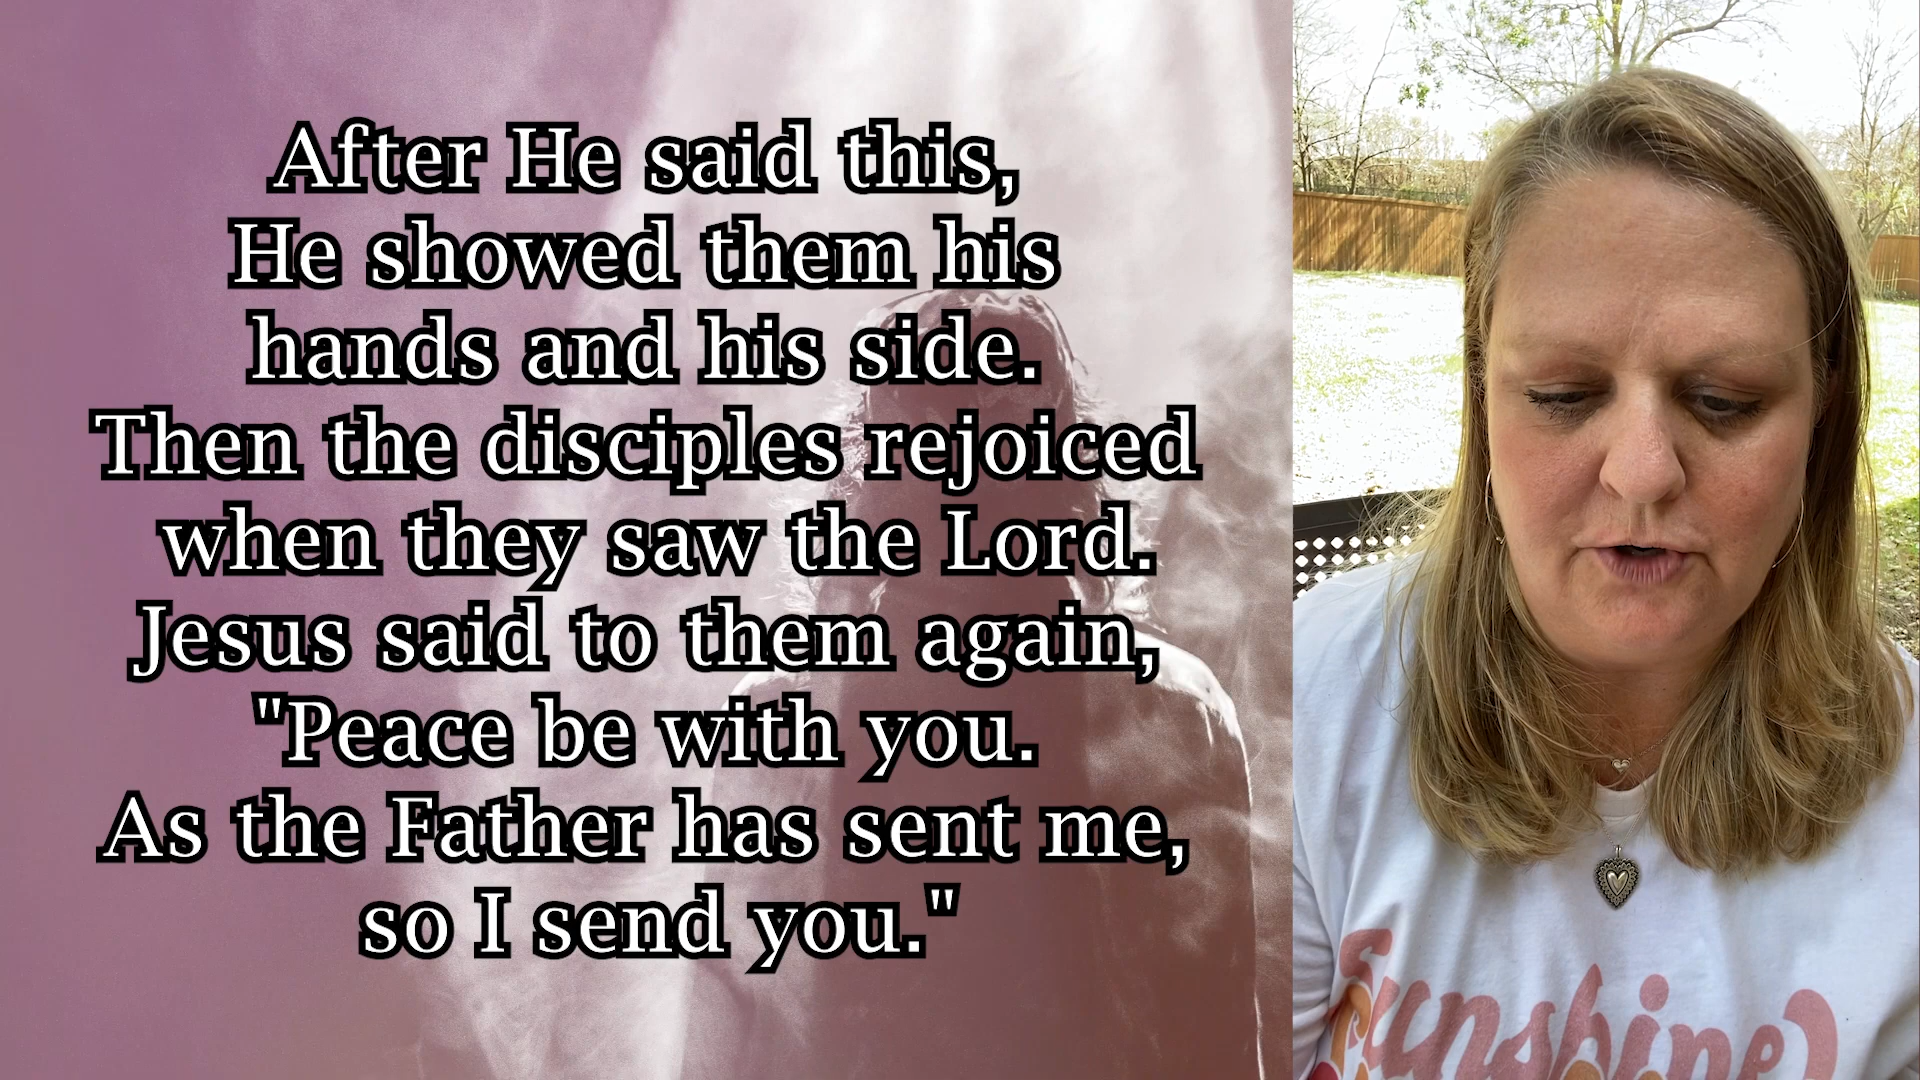 After He said this,
He showed them his
hands and his side.
Then the disciples rejoiced
when they saw the Lord.
Jesus said to them again,
"Peace be with you.
As the Father has sent me,
so I send you."
Sunshine